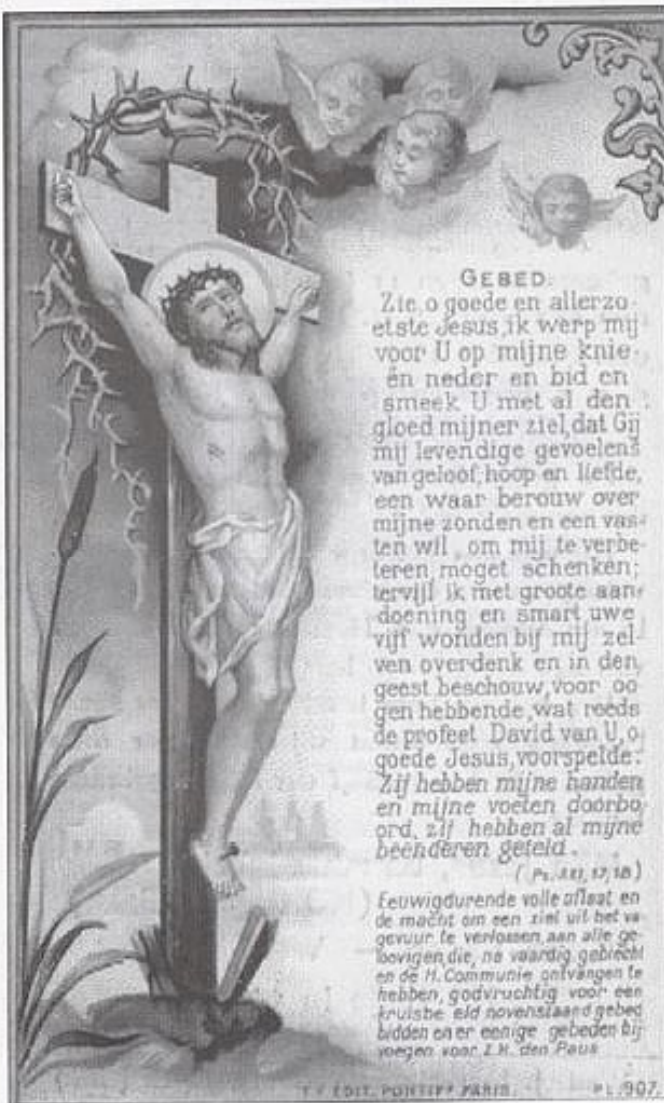 GEBED.
Zie, o goede en allerzo-
etste Jesus, ik werp mij
voor U op mijne knie-
ën neder en bid en
smeek U met al den
gloed mijner ziel, dat Gij
mij levendige gevoelens
van geloof, hoop en liefde,
een waar berouw over
mijne zonden en een vas-
ten wil, om mij te verbe-
teren, moget schenken;
tervijl ik met groote aan-
doening en smart uwe
vijf wonden bij mij zel-
ven overdenk en in den
geest beschouw, voor oo-
gen hebbende, wat reeds
de profeet David van U, o
goede Jesus, voorspelde:
Zij hebben mijne handen
en mijne voeten doorbo-
ord, zij hebben al mijne
beenderen geteld.
(Ps. XXI, 17, 18)
Eeuwigdurende volle aflaat en
de macht om een ziel uit het va-
gevuur te verlossen, aan alle ge-
loovigen, die, na vaardig gebiecht
en de H. Communie ontvangen te
hebben, godvruchtig voor een
kruisbe eld novenstaand gebed
bidden en er eenige gebeden bij
voegen voor Z.H. den Paus
EDIT. PONTIFF. PARIS. PL. 907.